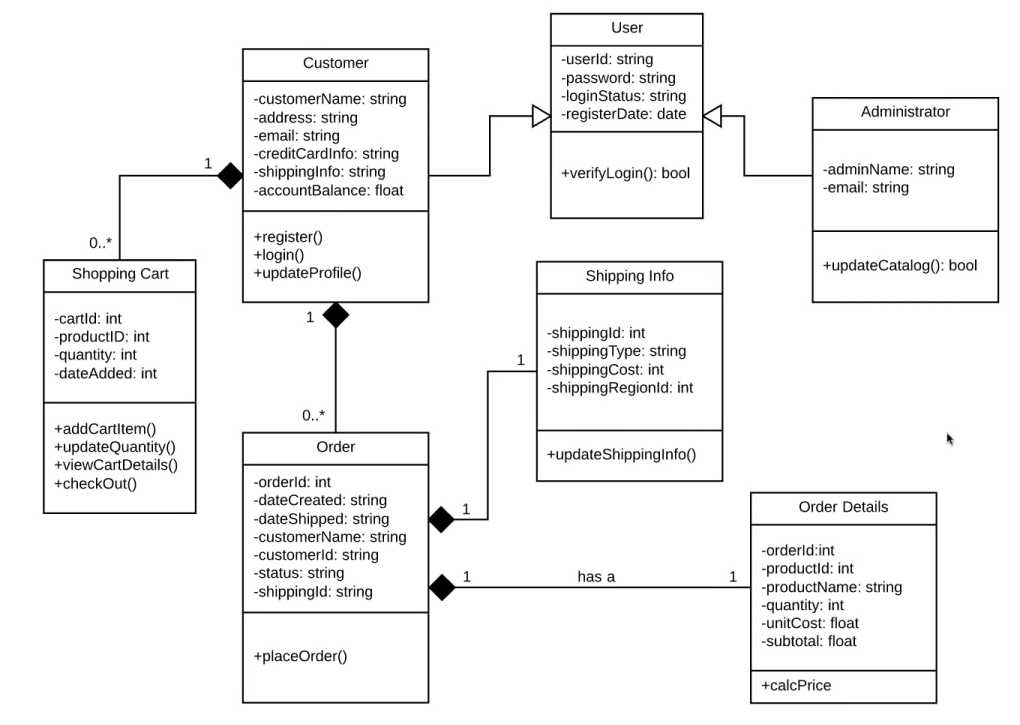 User
-userId: string
-password: string
-loginStatus: string
-registerDate: date
+verifyLogin(): bool
Customer
-customerName: string
-address: string
-email: string
-creditCardInfo: string
-shippingInfo: string
-accountBalance: float
+register()
+login()
+updateProfile()
Administrator
-adminName: string
-email: string
+updateCatalog(): bool
1
0..*
Shopping Cart
-cartId: int
-productID: int
-quantity: int
-dateAdded: int
+addCartItem()
+updateQuantity()
+viewCartDetails()
+checkOut()
1
0..*
Shipping Info
-shippingId: int
-shippingType: string
-shippingCost: int
-shippingRegionId: int
+updateShippingInfo()
1
Order
-orderId: int
-dateCreated: string
-dateShipped: string
-customerName: string
-customerId: string
-status: string
-shippingId: string
+placeOrder()
1
1 has a 1
Order Details
-orderId:int
-productId: int
-productName: string
-quantity: int
-unitCost: float
-subtotal: float
+calcPrice